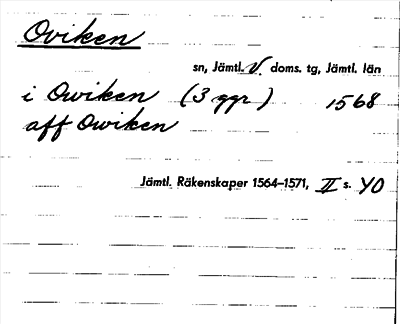 Oviken
sn, Jämtl. V. doms. tg, Jämtl. län
i Owiken (3 ggr) 1568
aff Owiken
Jämtl. Räkenskaper 1564–1571, II s. 40